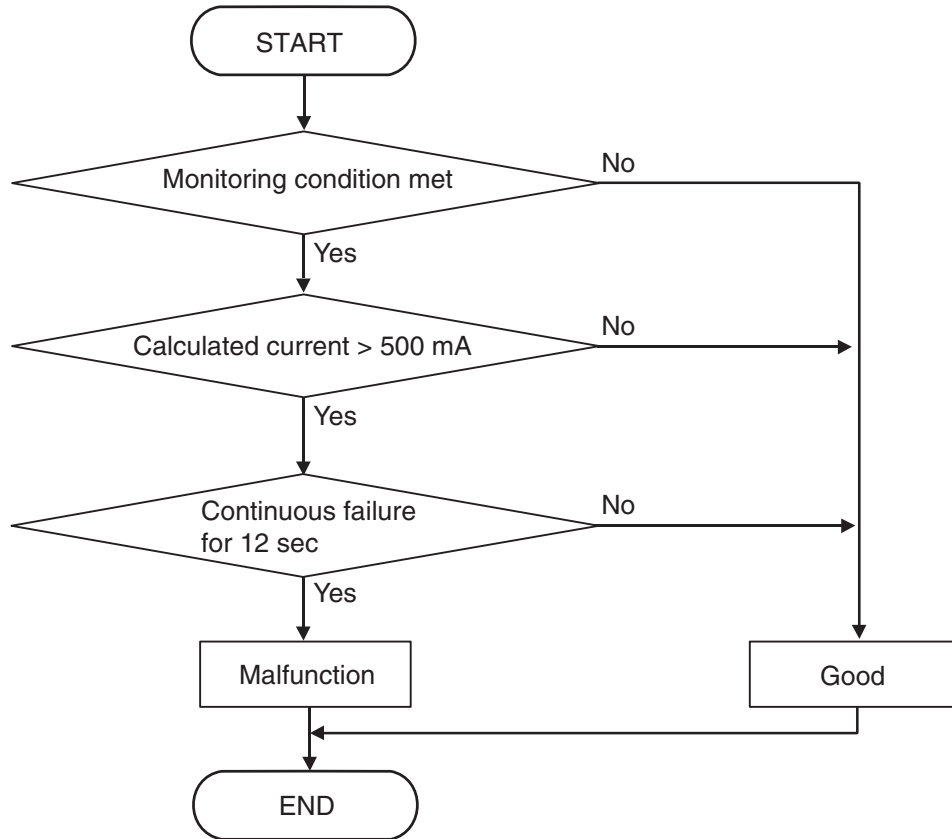 START
Monitoring condition met
No
Yes
Calculated current > 500 mA
No
Yes
Continuous failure
for 12 sec
No
Yes
Malfunction
Good
END